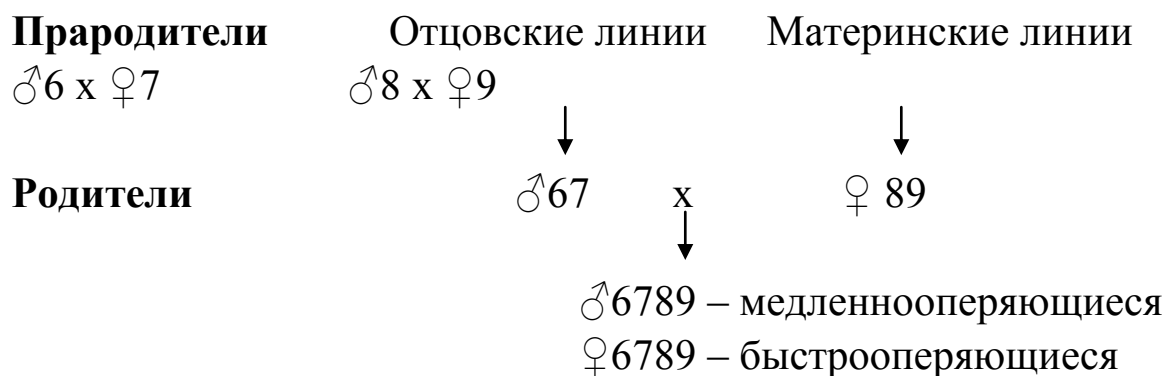 Прародители Отцовские линии Материнские линии
♂6 х ♀7 ♂8 х ♀9
Родители ♂67 х ♀ 89
♂6789 – медленнооперяющиеся
♀6789 – быстрооперяющиеся